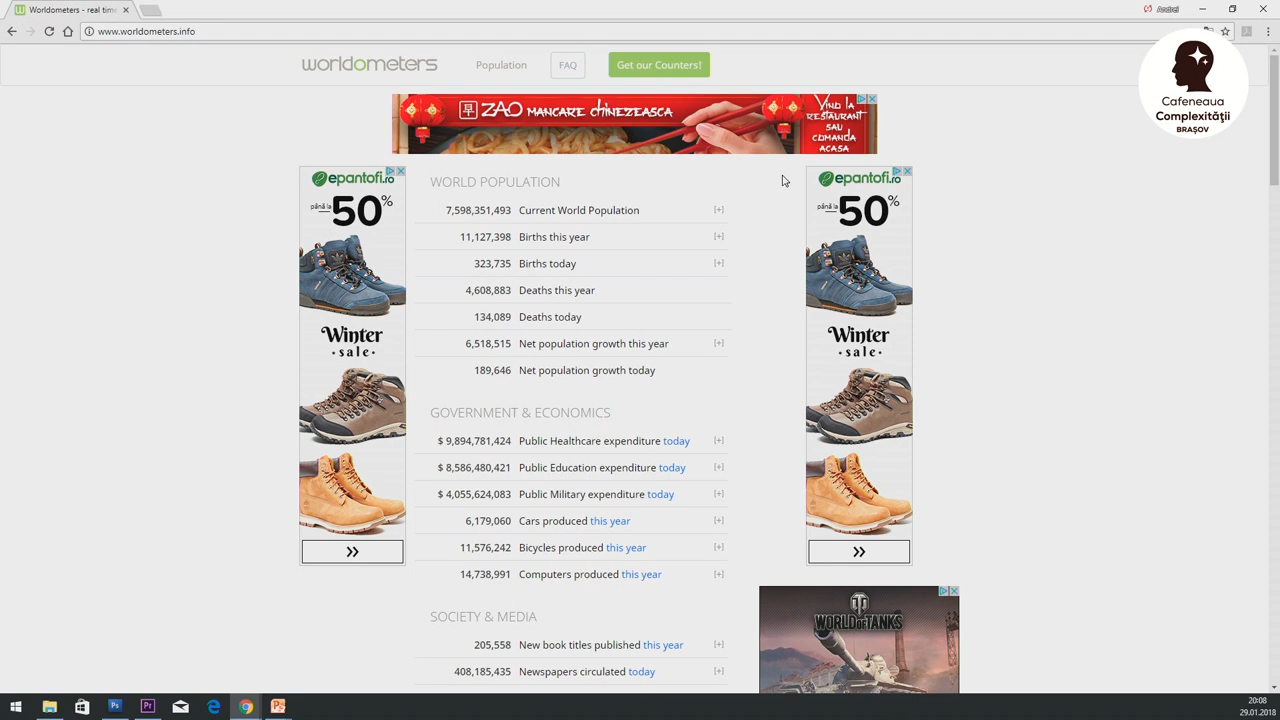 Worldometers - real time
Andrei
www.worldometers.info
worldometers
Population
FAQ
Get our Counters!
Cafeneaua
Complexității
BRAȘOV
ZAO MANCARE CHINEZEASCA
VINO LA
RESTAURANT
SAU
COMANDA
ACASA
epantofi.ro
până la
50%
Winter
sale
epantofi.ro
până la
50%
Winter
sale
WORLD POPULATION
7,598,351,493 Current World Population [+]
11,127,398 Births this year [+]
323,735 Births today [+]
4,608,883 Deaths this year
134,089 Deaths today
6,518,515 Net population growth this year [+]
189,646 Net population growth today
GOVERNMENT & ECONOMICS
$ 9,894,781,424 Public Healthcare expenditure today [+]
$ 8,586,480,421 Public Education expenditure today [+]
$ 4,055,624,083 Public Military expenditure today [+]
6,179,060 Cars produced this year [+]
11,576,242 Bicycles produced this year [+]
14,738,991 Computers produced this year [+]
SOCIETY & MEDIA
205,558 New book titles published this year [+]
408,185,435 Newspapers circulated today [+]
WORLD OF TANKS
Ps
Pr
20:08
29.01.2018